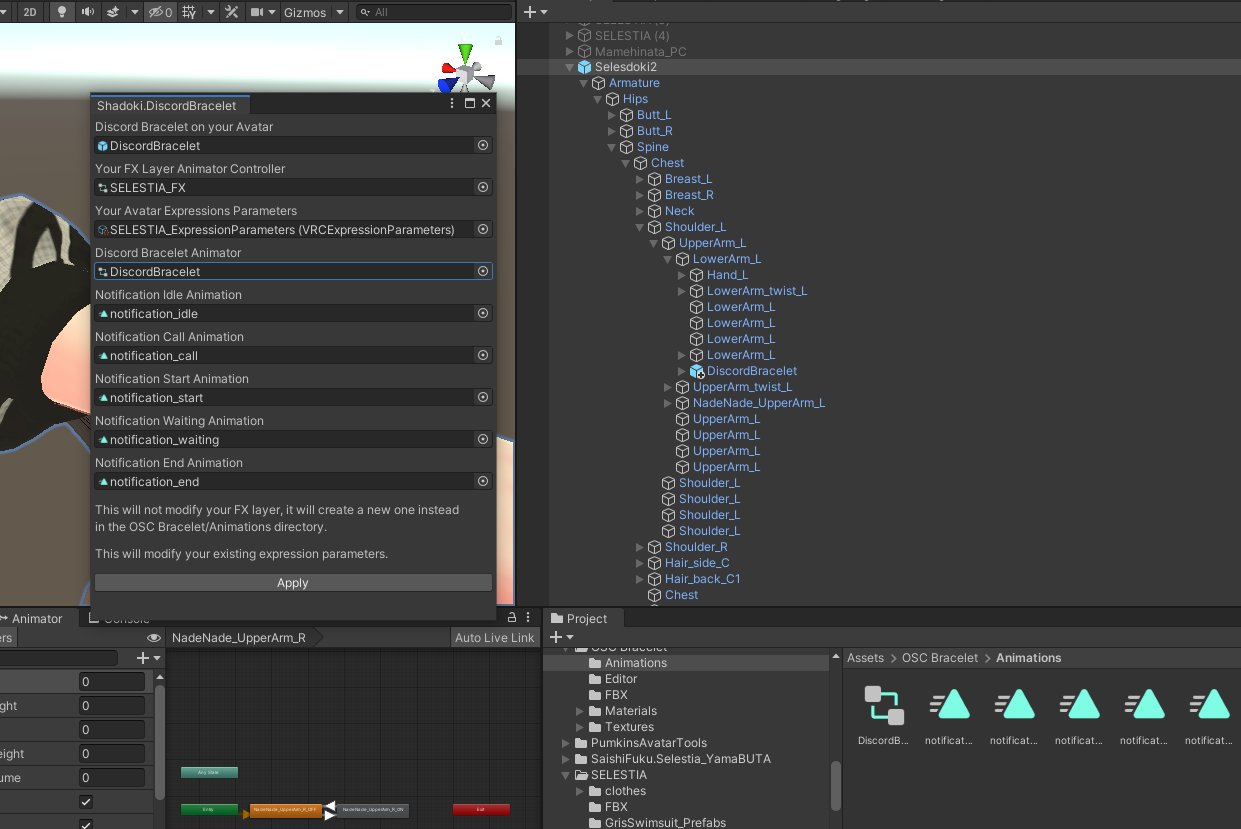 2D
0
Gizmos
All
SELESTIA (4)
Mamehinata_PC
Selesdoki2
Armature
Hips
Butt_L
Butt_R
Spine
Chest
Breast_L
Breast_R
Neck
Shoulder_L
UpperArm_L
LowerArm_L
Hand_L
LowerArm_twist_L
LowerArm_L
LowerArm_L
LowerArm_L
LowerArm_L
DiscordBracelet
UpperArm_twist_L
NadeNade_UpperArm_L
UpperArm_L
UpperArm_L
UpperArm_L
UpperArm_L
Shoulder_L
Shoulder_L
Shoulder_L
Shoulder_L
Shoulder_R
Hair_side_C
Hair_back_C1
Chest
Shadoki.DiscordBracelet
Discord Bracelet on your Avatar
DiscordBracelet
Your FX Layer Animator Controller
SELESTIA_FX
Your Avatar Expressions Parameters
SELESTIA_ExpressionParameters (VRCExpressionParameters)
Discord Bracelet Animator
DiscordBracelet
Notification Idle Animation
notification_idle
Notification Call Animation
notification_call
Notification Start Animation
notification_start
Notification Waiting Animation
notification_waiting
Notification End Animation
notification_end
This will not modify your FX layer, it will create a new one instead
in the OSC Bracelet/Animations directory.
This will modify your existing expression parameters.
Apply
Animator
Console
ers
NadeNade_UpperArm_R
Auto Live Link
0
ght 0
0
eight 0
ume 0
Any State
Entry
NadeNade_UpperArm_R_OFF
NadeNade_UpperArm_R_ON
Exit
Project
OSC Bracelet
Animations
Editor
FBX
Materials
Textures
PumkinsAvatarTools
SaishiFuku.Selestia_YamaBUTA
SELESTIA
clothes
FBX
GrisSwimsuit_Prefabs
Assets > OSC Bracelet > Animations
DiscordB... notificat... notificat... notificat... notificat... notificat...